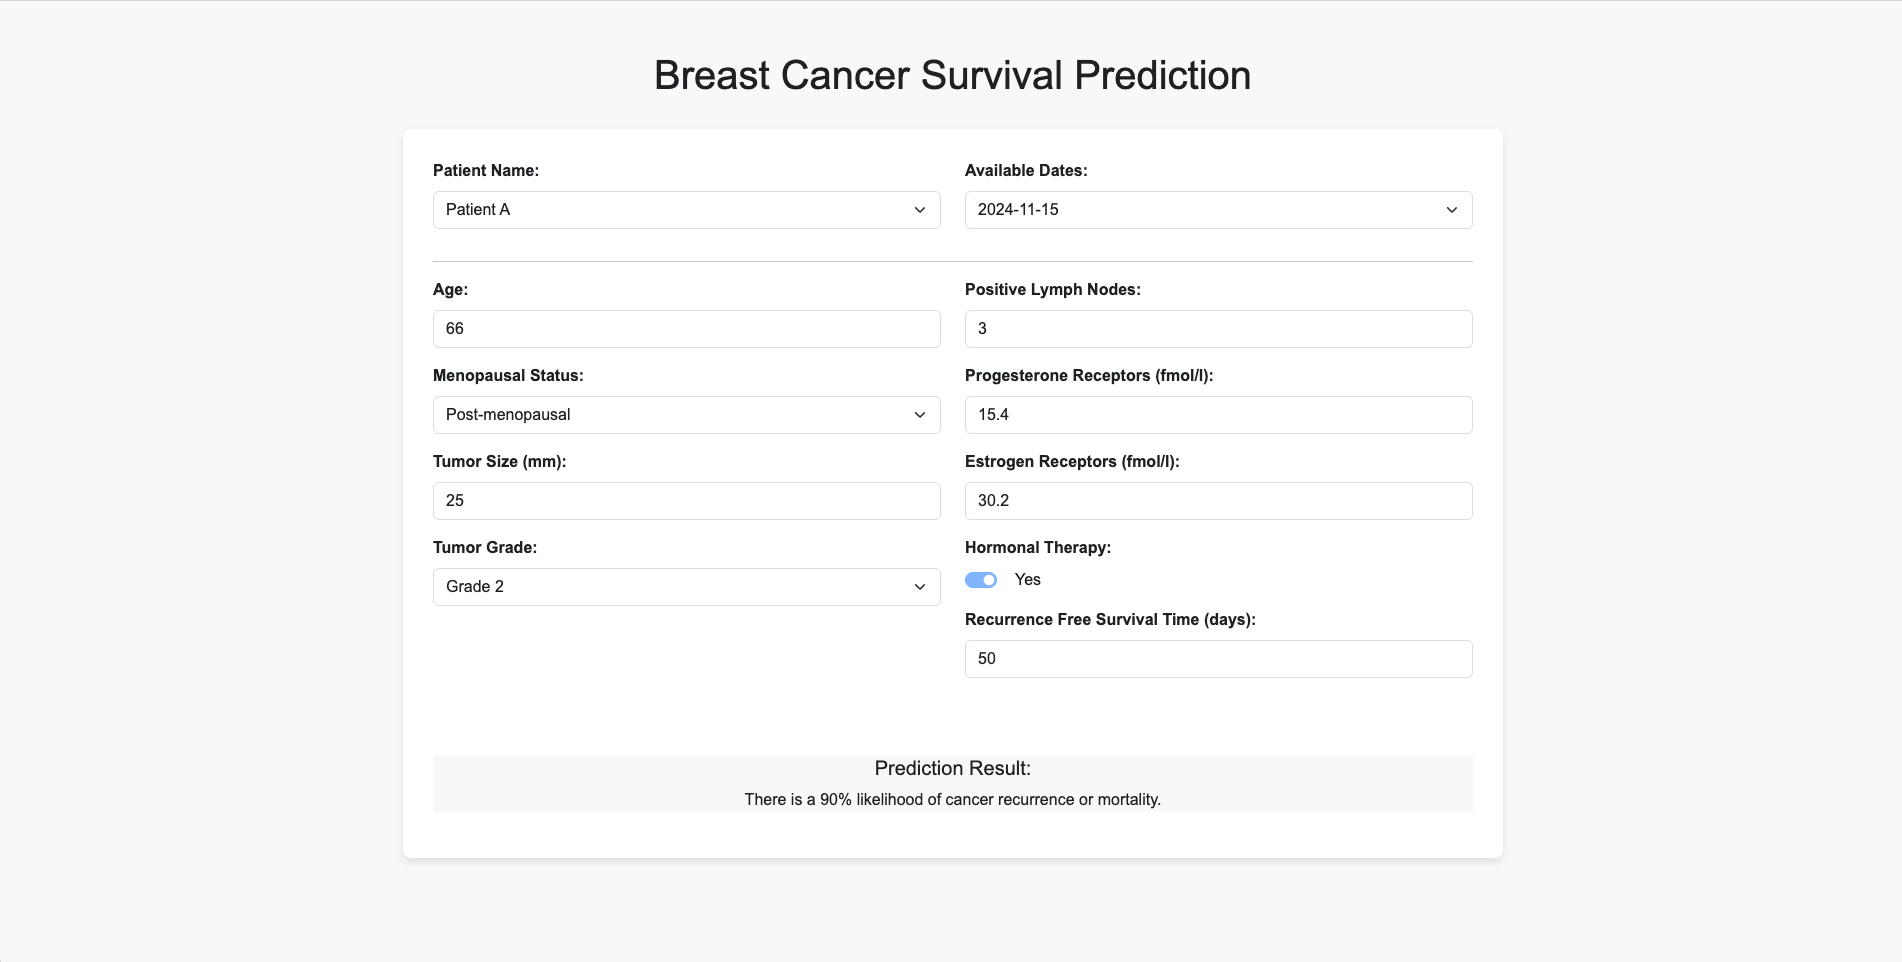 Breast Cancer Survival Prediction
Patient Name:
Patient A
Available Dates:
2024-11-15
Age:
66
Positive Lymph Nodes:
3
Menopausal Status:
Post-menopausal
Progesterone Receptors (fmol/l):
15.4
Tumor Size (mm):
25
Estrogen Receptors (fmol/l):
30.2
Tumor Grade:
Grade 2
Hormonal Therapy:
Yes
Recurrence Free Survival Time (days):
50
Prediction Result:
There is a 90% likelihood of cancer recurrence or mortality.